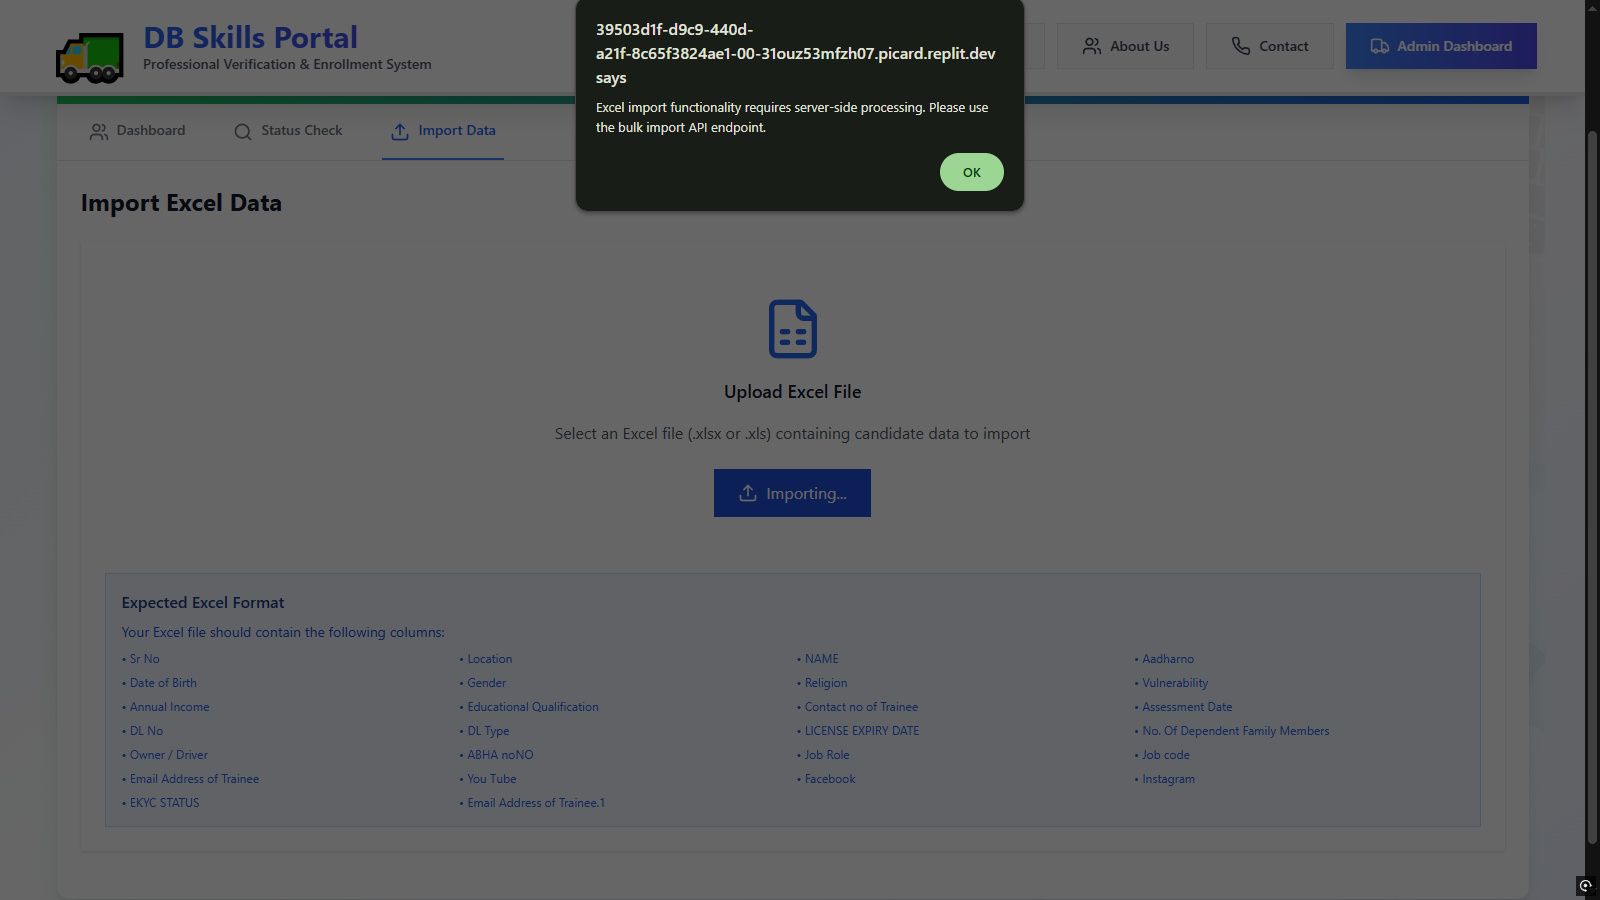 39503d1f-d9c9-440d-
a21f-8c65f3824ae1-00-31ouz53mfzh07.picard.replit.dev
says
Excel import functionality requires server-side processing. Please use
the bulk import API endpoint.
OK
DB Skills Portal
Professional Verification & Enrollment System
About Us
Contact
Admin Dashboard
Dashboard
Status Check
Import Data
Import Excel Data
Upload Excel File
Select an Excel file (.xlsx or .xls) containing candidate data to import
Importing...
Expected Excel Format
Your Excel file should contain the following columns:
• Sr No
• Location
• NAME
• Aadharno
• Date of Birth
• Gender
• Religion
• Vulnerability
• Annual Income
• Educational Qualification
• Contact no of Trainee
• Assessment Date
• DL No
• DL Type
• LICENSE EXPIRY DATE
• No. Of Dependent Family Members
• Owner / Driver
• ABHA noNO
• Job Role
• Job code
• Email Address of Trainee
• You Tube
• Facebook
• Instagram
• EKYC STATUS
• Email Address of Trainee.1